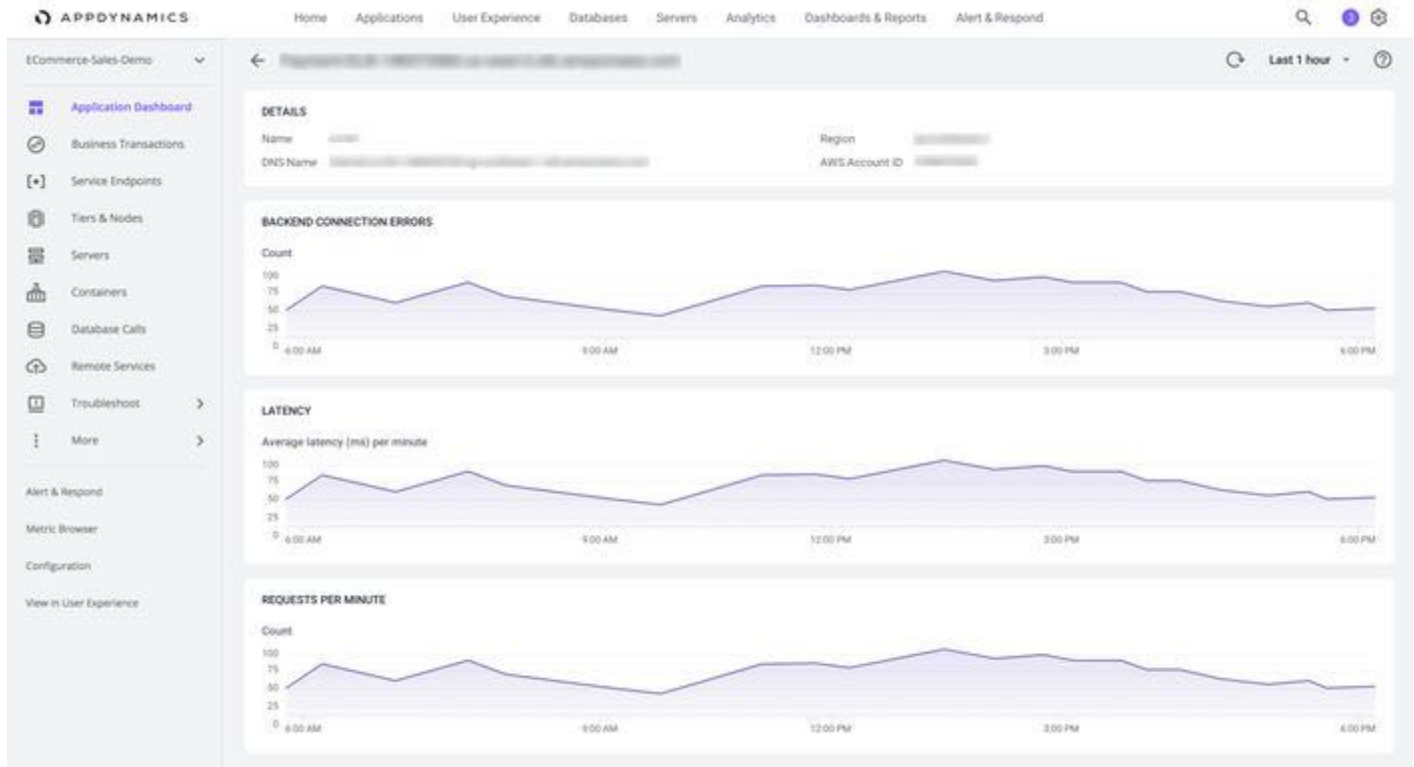 APPDYNAMICS
Home Applications User Experience Databases Servers Analytics Dashboards & Reports Alert & Respond
ECommerce-Sales-Demo
Last 1 hour
Application Dashboard
Business Transactions
Service Endpoints
Tiers & Nodes
Servers
Containers
Database Calls
Remote Services
Troubleshoot
More
Alert & Respond
Metric Browser
Configuration
View in User Experience
DETAILS
Name
Region
DNS Name
AWS Account ID
BACKEND CONNECTION ERRORS
Count
100
75
50
25
0
6:00 AM 9:00 AM 12:00 PM 3:00 PM 6:00 PM
LATENCY
Average latency (ms) per minute
100
75
50
25
0
6:00 AM 9:00 AM 12:00 PM 3:00 PM 6:00 PM
REQUESTS PER MINUTE
Count
100
75
50
25
0
6:00 AM 9:00 AM 12:00 PM 3:00 PM 6:00 PM